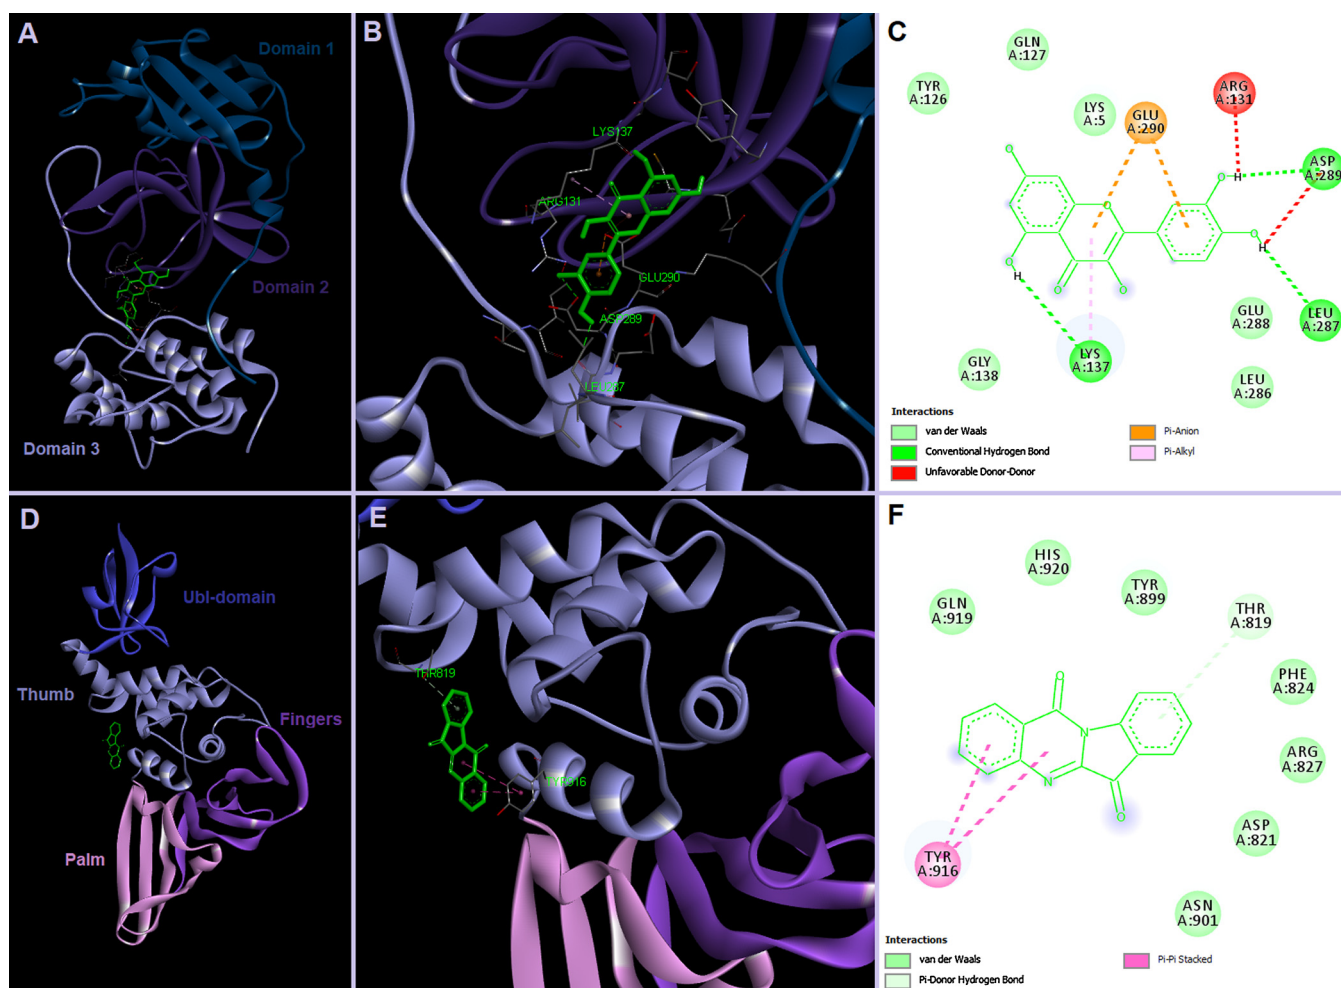 A
Domain 1
Domain 2
Domain 3
B
LYS137
ARG131
GLU290
ASP289
LEU287
C
GLN
A:127
TYR
A:126
LYS
A:5
GLU
A:290
ARG
A:131
ASP
A:289
O
O
H
O
O
H
O
H
O
O
GLU
A:288
LEU
A:287
LYS
A:137
GLY
A:138
LEU
A:286
Interactions
van der Waals
Conventional Hydrogen Bond
Unfavorable Donor-Donor
Pi-Anion
Pi-Alkyl
D
Ubl-domain
Thumb
Fingers
Palm
E
THR819
TYR916
F
HIS
A:920
TYR
A:899
GLN
A:919
THR
A:819
PHE
A:824
O
N
N
O
ARG
A:827
ASP
A:821
TYR
A:916
ASN
A:901
Interactions
van der Waals
Pi-Donor Hydrogen Bond
Pi-Pi Stacked